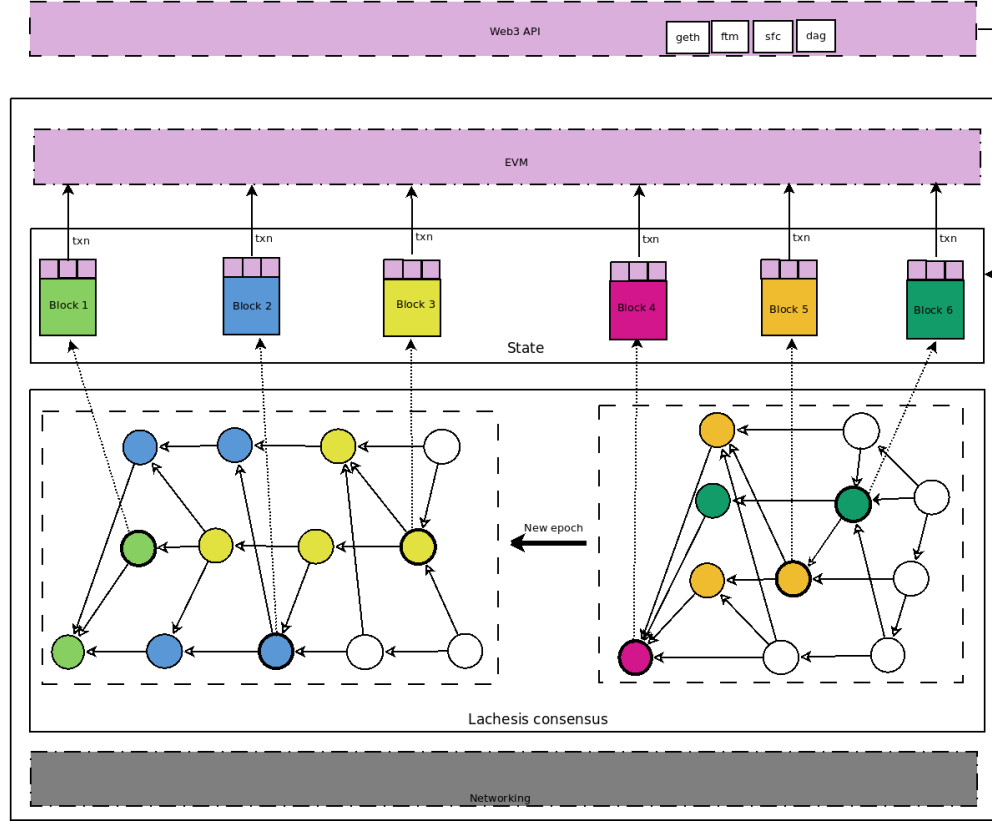 Web3 API
geth
ftm
sfc
dag
EVM
txn
txn
txn
txn
txn
txn
Block 1
Block 2
Block 3
Block 4
Block 5
Block 6
State
New epoch
Lachesis consensus
Networking